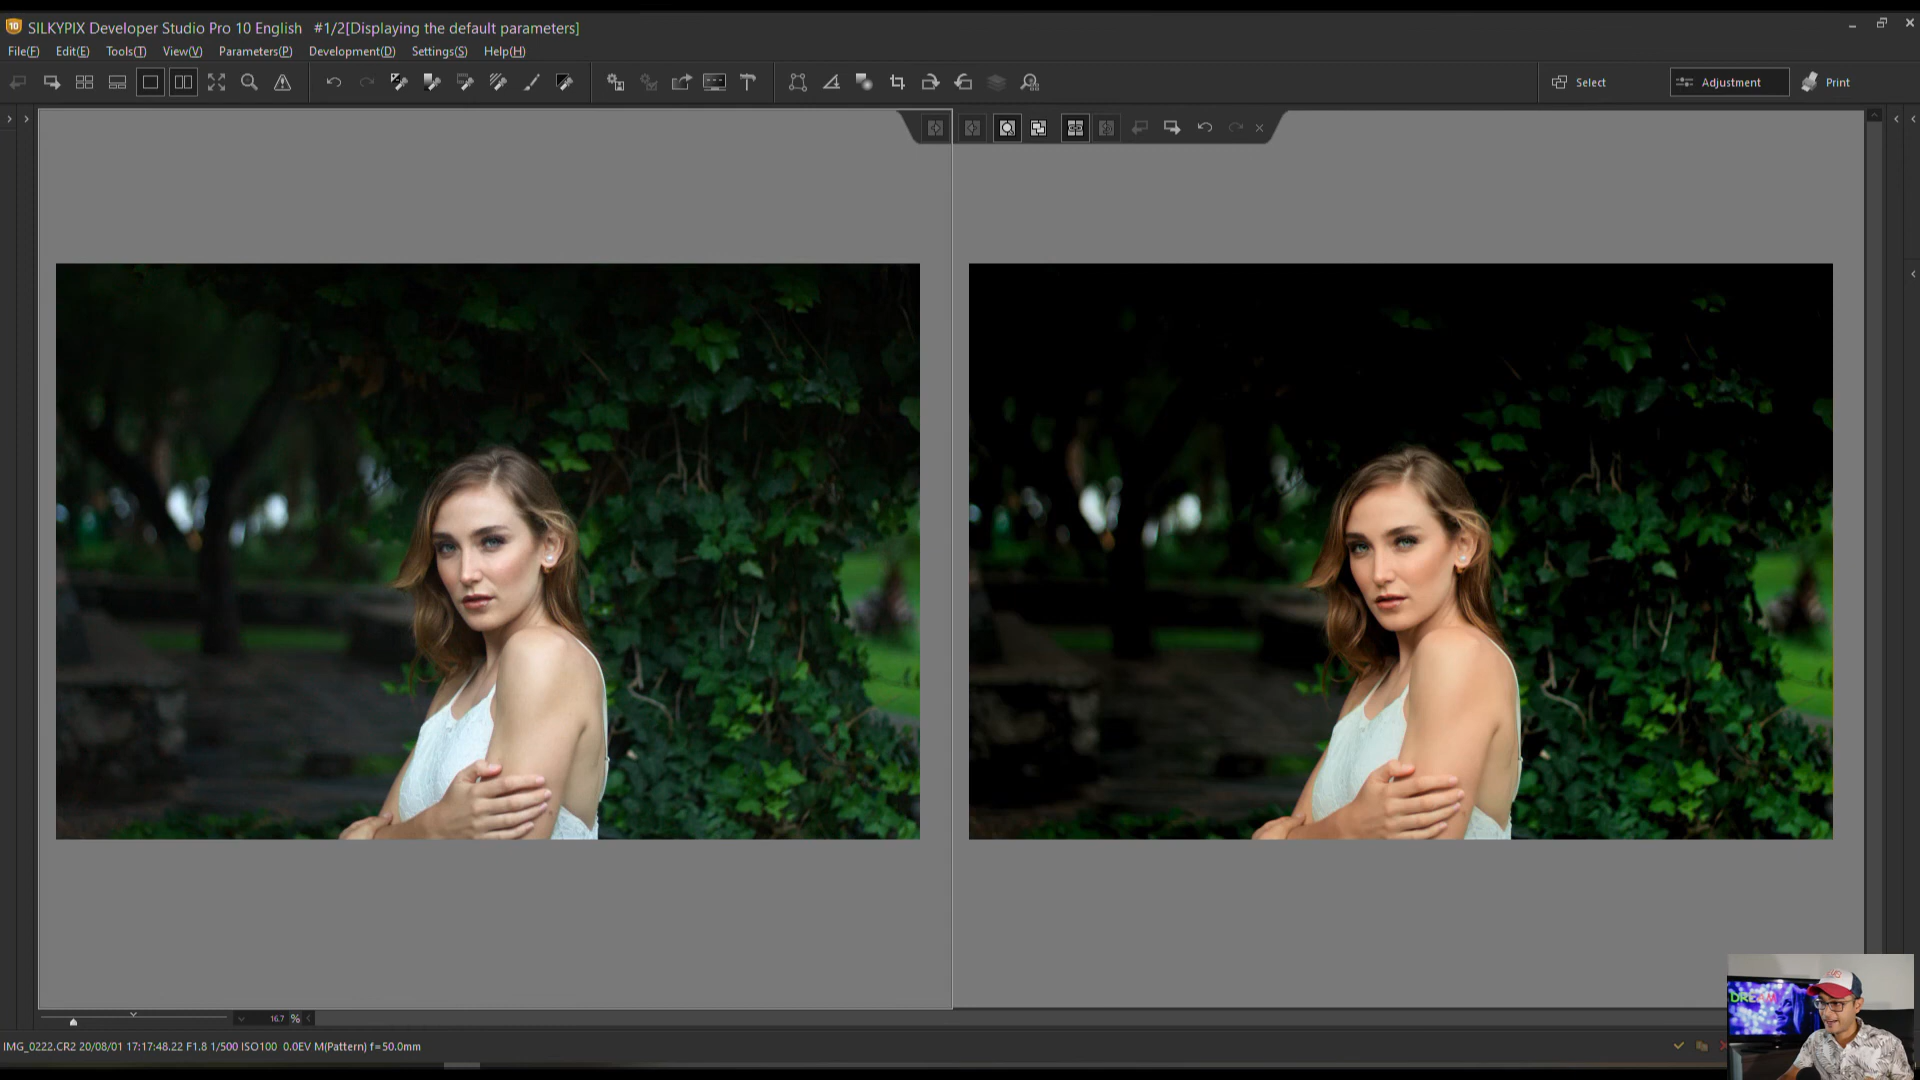 10 SILKYPIX Developer Studio Pro 10 English #1/2[Displaying the default parameters]
File(F) Edit(E) Tools(T) View(V) Parameters(P) Development(D) Settings(S) Help(H)
Select Adjustment Print
16.7 %
IMG_0222.CR2 20/08/01 17:17:48.22 F1.8 1/500 ISO100 0.0EV M(Pattern) f=50.0mm